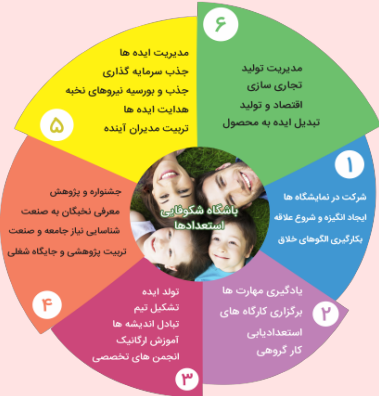 باشگاه شکوفایی
استعدادها
۱
شرکت در نمایشگاه ها
ایجاد انگیزه و شروع علاقه
بکارگیری الگوهای خلاق
۲
یادگیری مهارت ها
برگزاری کارگاه های
استعدادیابی
کار گروهی
۳
تولد ایده
تشکیل تیم
تبادل اندیشه ها
آموزش ارگانیک
انجمن های تخصصی
۴
جشنواره و پژوهش
معرفی نخبگان به صنعت
شناسایی نیاز جامعه و صنعت
تربیت پژوهشی و جایگاه شغلی
۵
مدیریت ایده ها
جذب سرمایه گذاری
جذب و بورسیه نیروهای نخبه
هدایت ایده ها
تربیت مدیران آینده
۶
مدیریت تولید
تجاری سازی
اقتصاد و تولید
تبدیل ایده به محصول